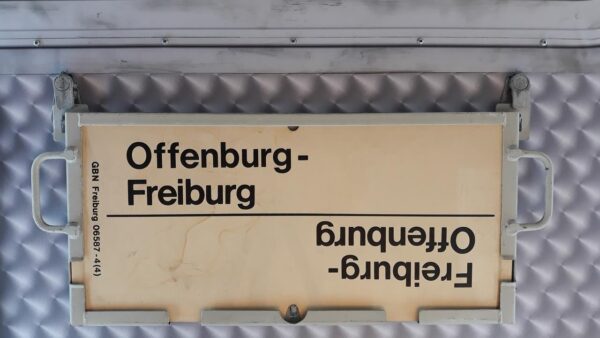 Offenburg-
Freiburg
Freiburg-
Offenburg
GBN Freiburg 06587-4(4)